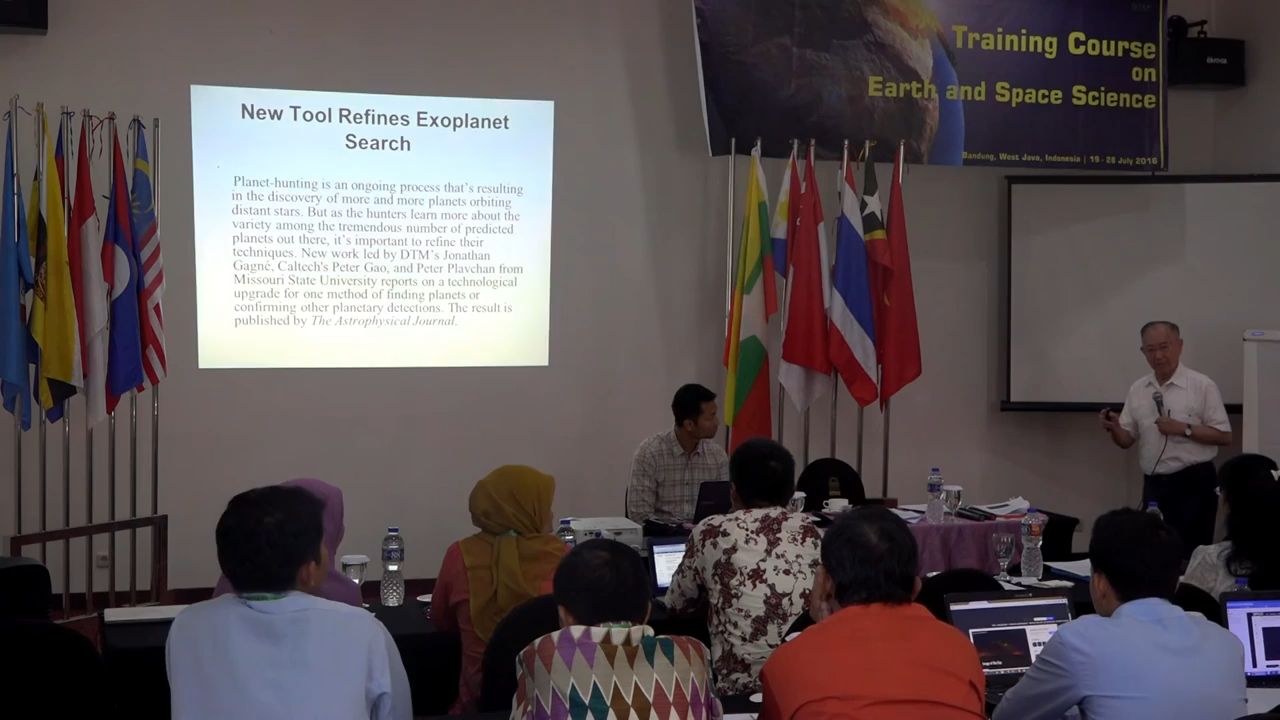 New Tool Refines Exoplanet
Search
Planet-hunting is an ongoing process that's resulting
in the discovery of more and more planets orbiting
distant stars. But as the hunters learn more about the
variety among the tremendous number of predicted
planets out there, it's important to refine their
techniques. New work led by DTM's Jonathan
Gagné, Caltech's Peter Gao, and Peter Plavchan from
Missouri State University reports on a technological
upgrade for one method of finding planets or
confirming other planetary detections. The result is
published by The Astrophysical Journal.
Training Course
on
Earth and Space Science
Bandung, West Java, Indonesia | 15 - 28 July 2016